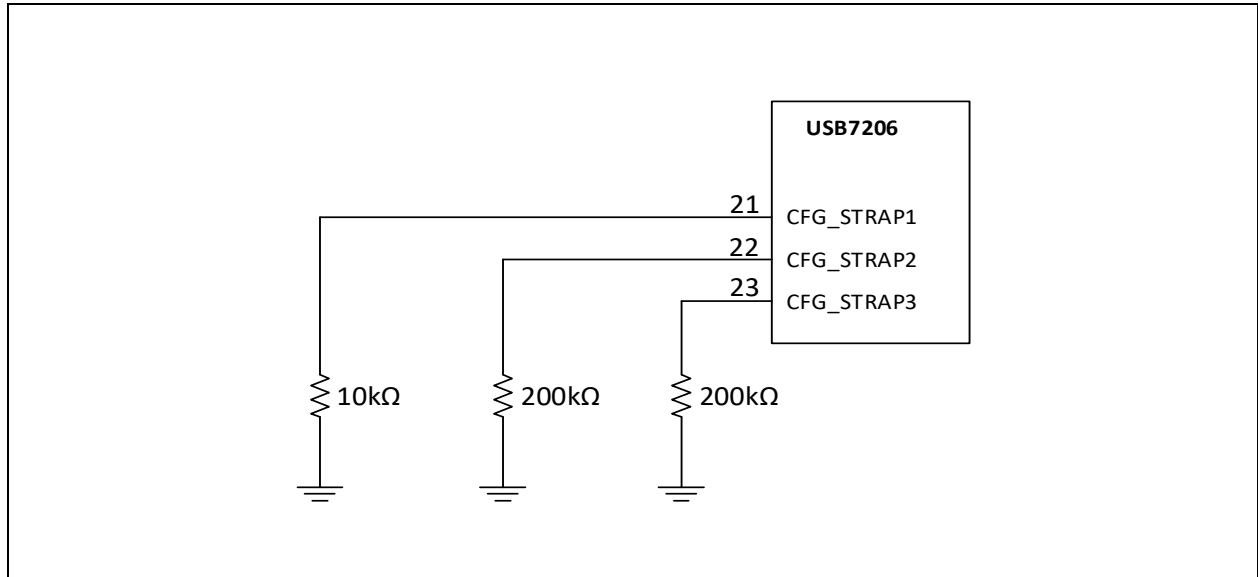 USB7206
21
CFG_STRAP1
22
CFG_STRAP2
23
CFG_STRAP3
10kΩ
200kΩ
200kΩ